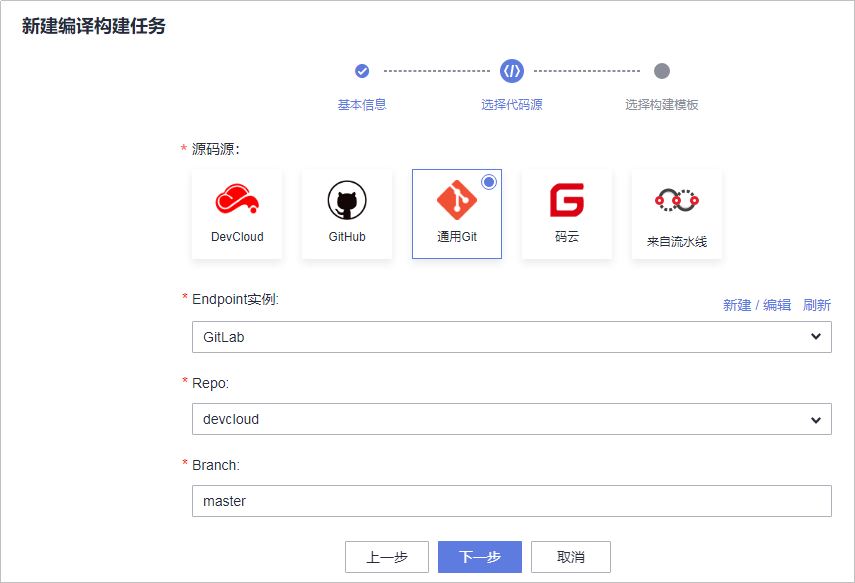 新建编译构建任务
基本信息
选择代码源
选择构建模板
* 源码源：
DevCloud
GitHub
通用Git
码云
来自流水线
* Endpoint实例:
新建 / 编辑 刷新
GitLab
* Repo:
devcloud
* Branch:
master
上一步
下一步
取消